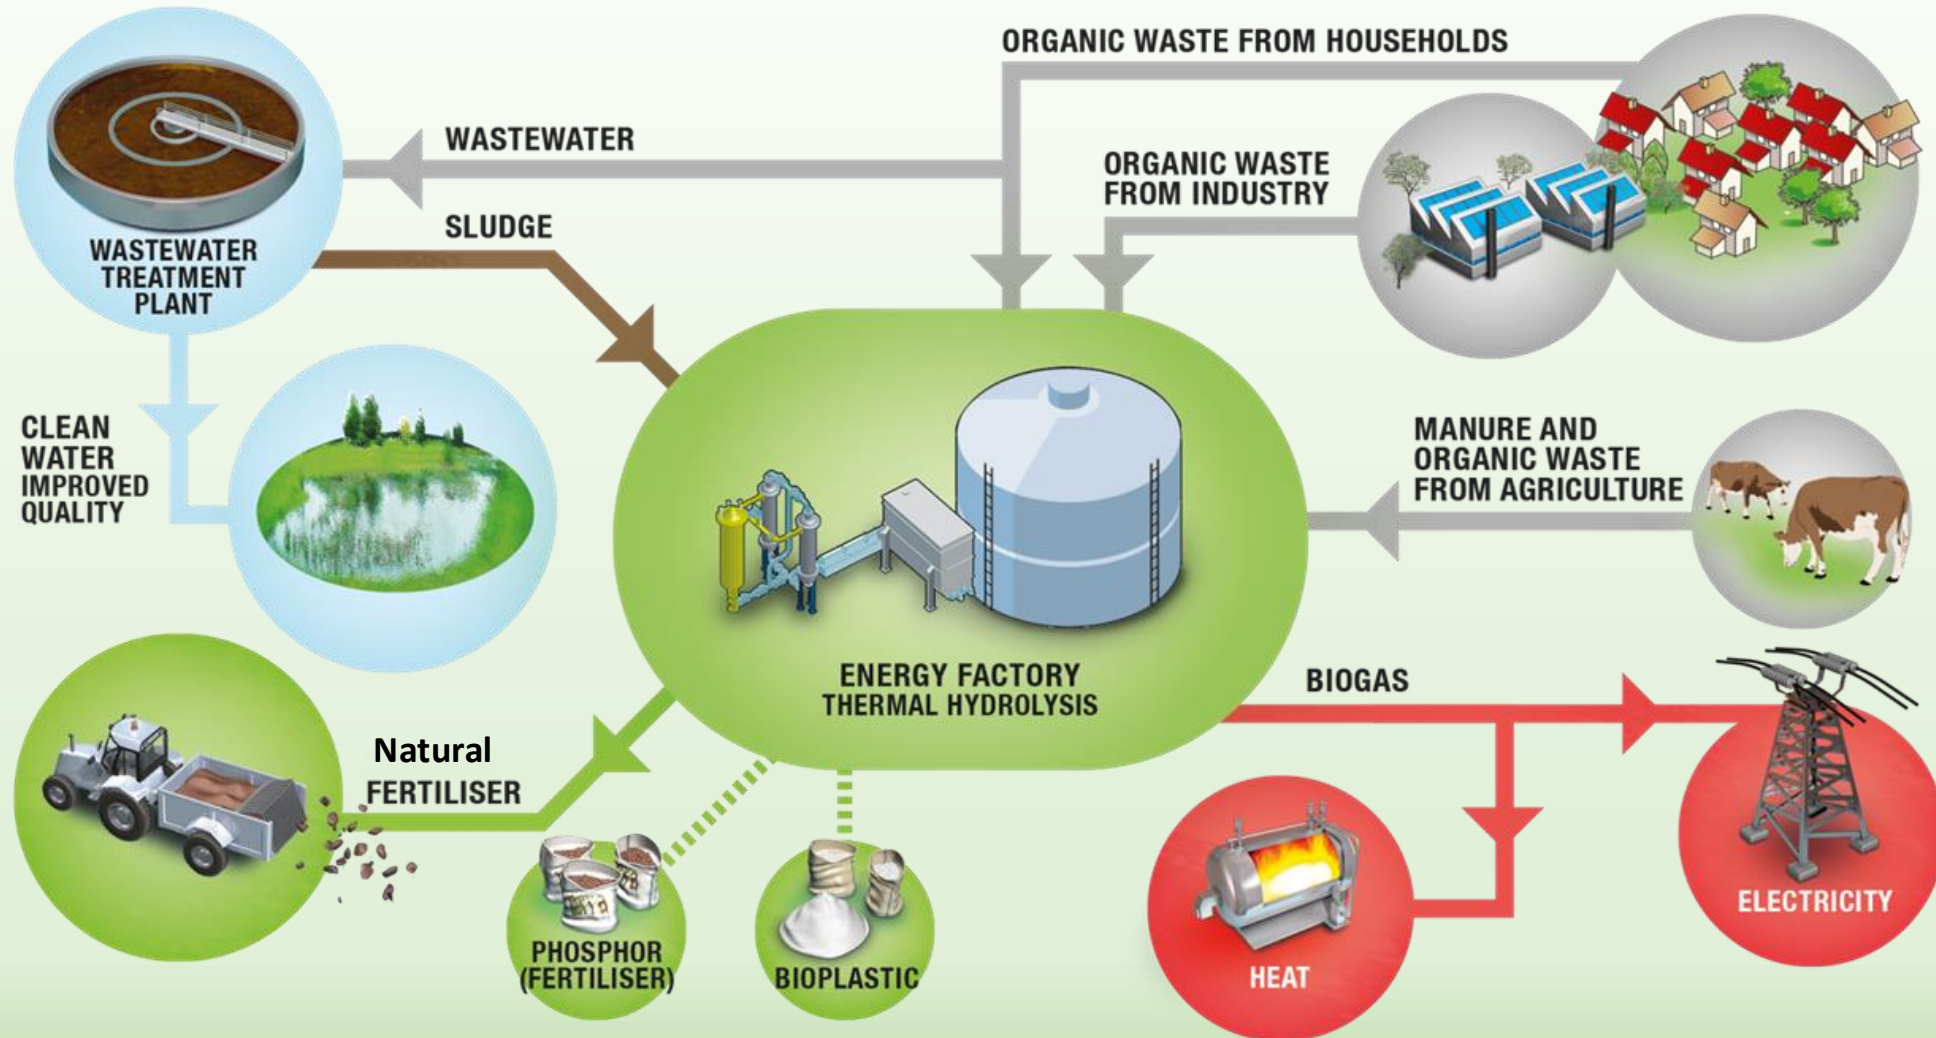 ORGANIC WASTE FROM HOUSEHOLDS
WASTEWATER
ORGANIC WASTE
FROM INDUSTRY
SLUDGE
WASTEWATER
TREATMENT
PLANT
CLEAN
WATER
IMPROVED
QUALITY
MANURE AND
ORGANIC WASTE
FROM AGRICULTURE
ENERGY FACTORY
THERMAL HYDROLYSIS
BIOGAS
Natural
FERTILISER
ELECTRICITY
PHOSPHOR
(FERTILISER)
BIOPLASTIC
HEAT